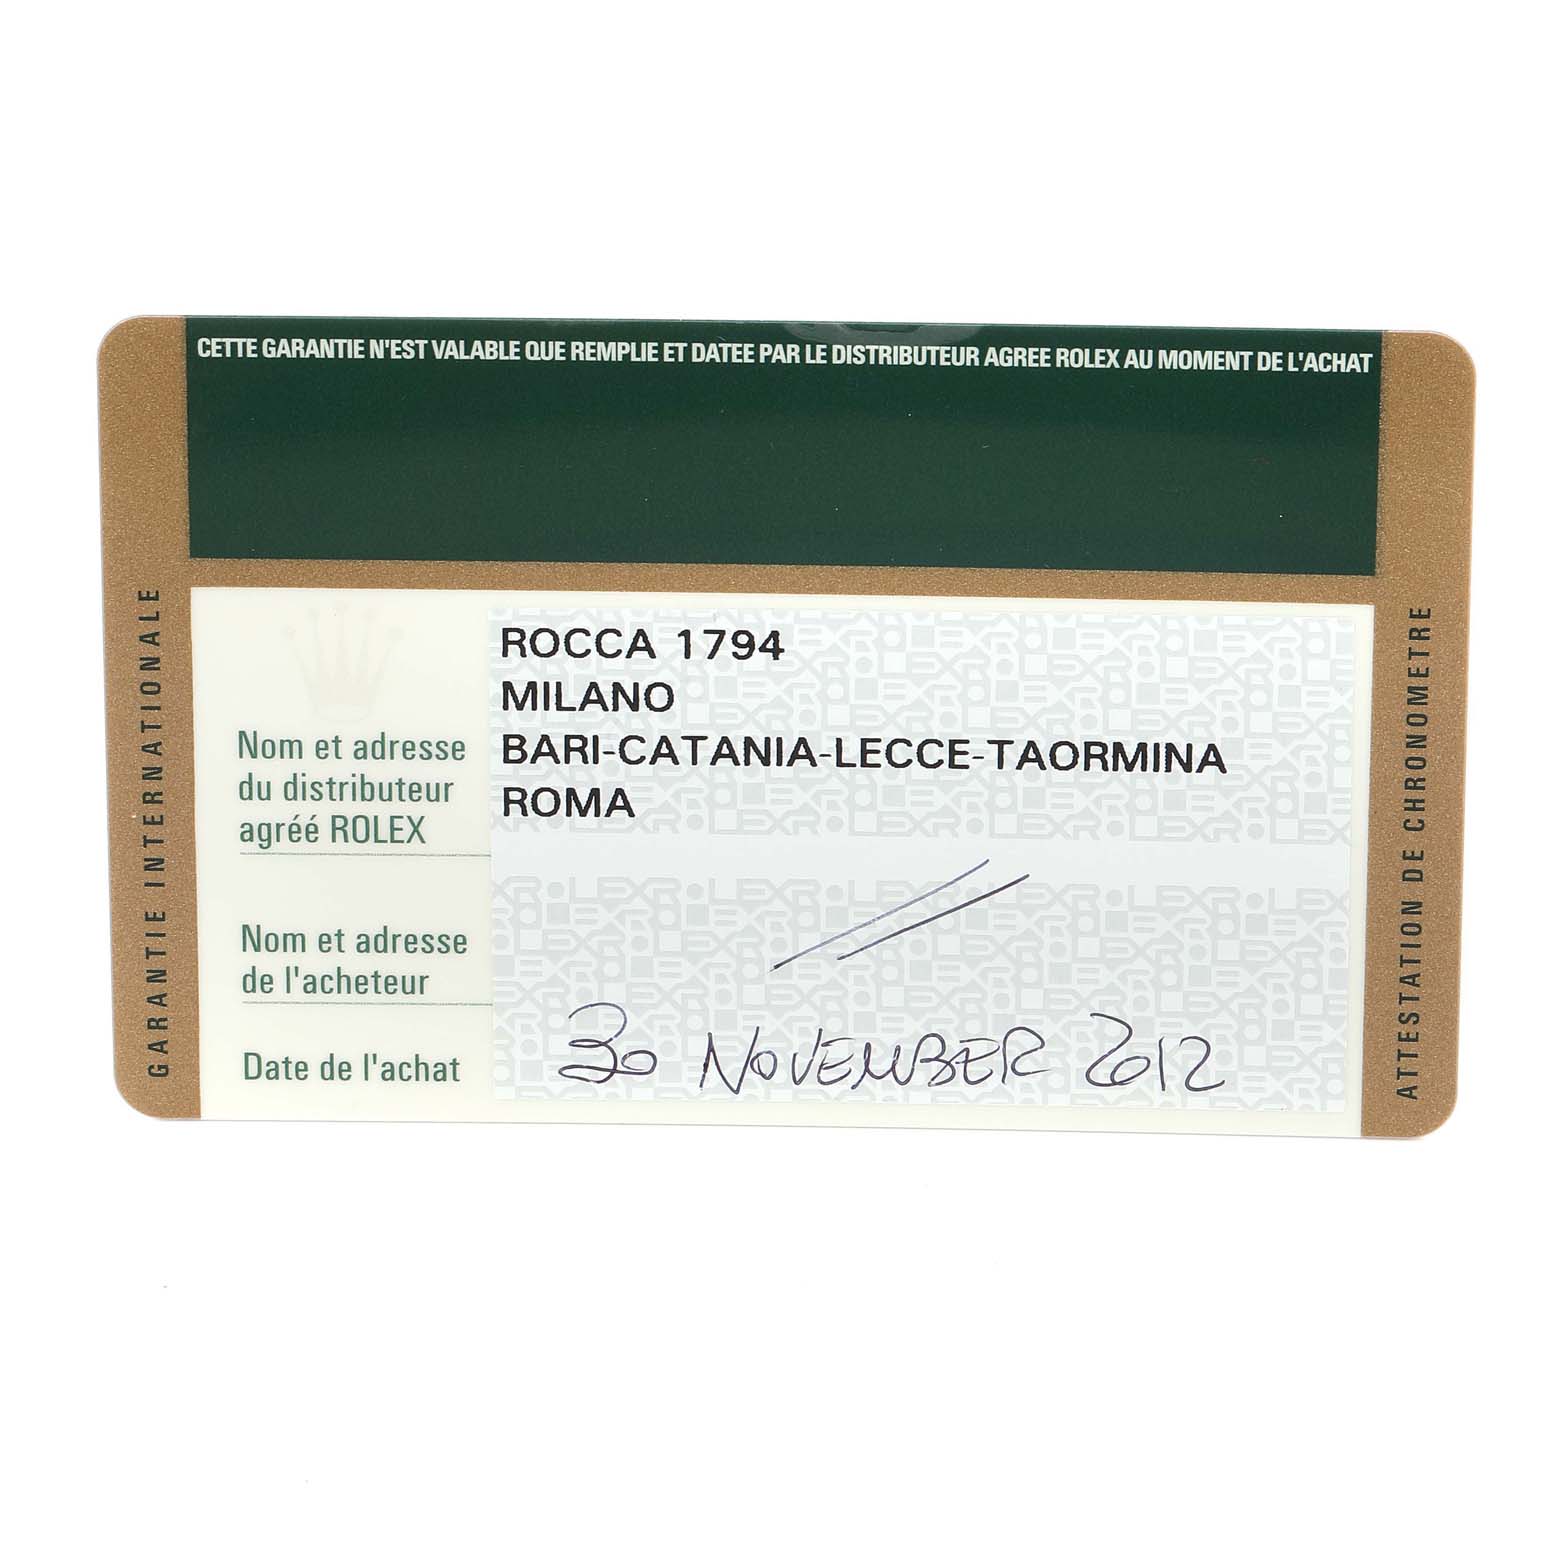 CETTE GARANTIE N'EST VALABLE QUE REMPLIE ET DATEE PAR LE DISTRIBUTEUR AGREE ROLEX AU MOMENT DE L'ACHAT
GARANTIE INTERNATIONALE
Nom et adresse
du distributeur
agréé ROLEX
ROCCA 1794
MILANO
BARI-CATANIA-LECCE-TAORMINA
ROMA
Nom et adresse
de l'acheteur
Date de l'achat
30 NOVEMBER 2012
ATTESTATION DE CHRONOMETRE